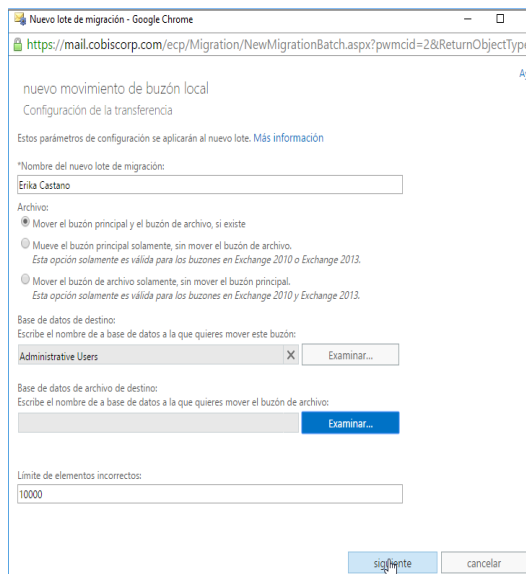 Nuevo lote de migración - Google Chrome
https://mail.cobiscorp.com/ecp/Migration/NewMigrationBatch.aspx?pwmcid=2&ReturnObjectType
nuevo movimiento de buzón local
Configuración de la transferencia
Estos parámetros de configuración se aplicarán al nuevo lote. Más información
*Nombre del nuevo lote de migración:
Erika Castano
Archivo:
Mover el buzón principal y el buzón de archivo, si existe
Mueve el buzón principal solamente, sin mover el buzón de archivo.
Esta opción solamente es válida para los buzones en Exchange 2010 o Exchange 2013.
Mover el buzón de archivo solamente, sin mover el buzón principal.
Esta opción solamente es válida para los buzones en Exchange 2010 y Exchange 2013.
Base de datos de destino:
Escribe el nombre de a base de datos a la que quieres mover este buzón:
Administrative Users X Examinar...
Base de datos de archivo de destino:
Escribe el nombre de a base de datos a la que quieres mover el buzón de archivo:
Examinar...
Límite de elementos incorrectos:
10000
siguiente cancelar